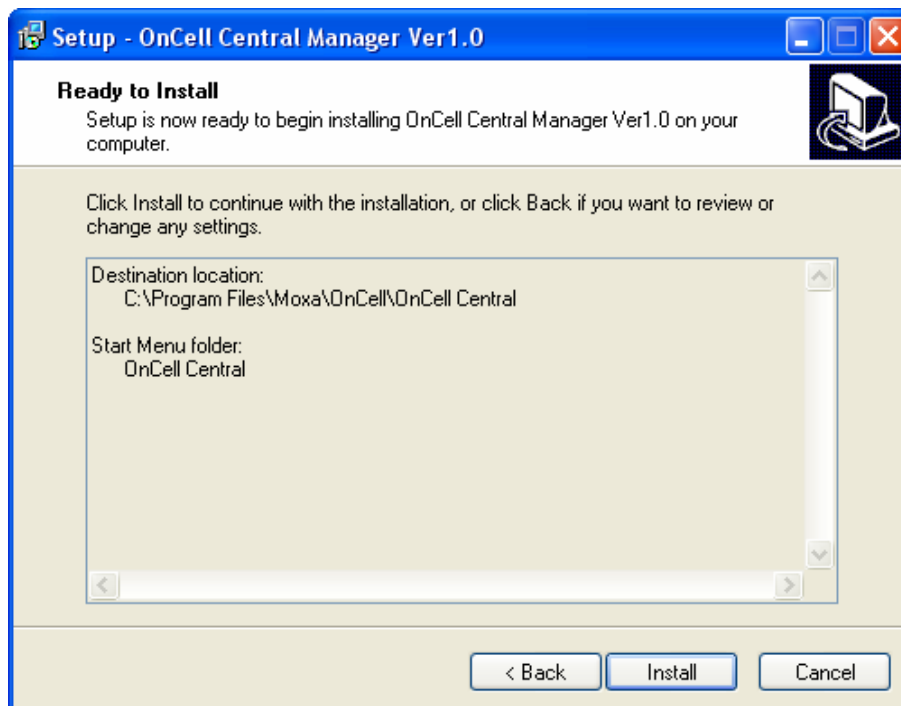 Setup - OnCell Central Manager Ver1.0
Ready to Install
Setup is now ready to begin installing OnCell Central Manager Ver1.0 on your
computer.
Click Install to continue with the installation, or click Back if you want to review or
change any settings.
Destination location:
C:\Program Files\Moxa\OnCell\OnCell Central
Start Menu folder:
OnCell Central
< Back Install Cancel